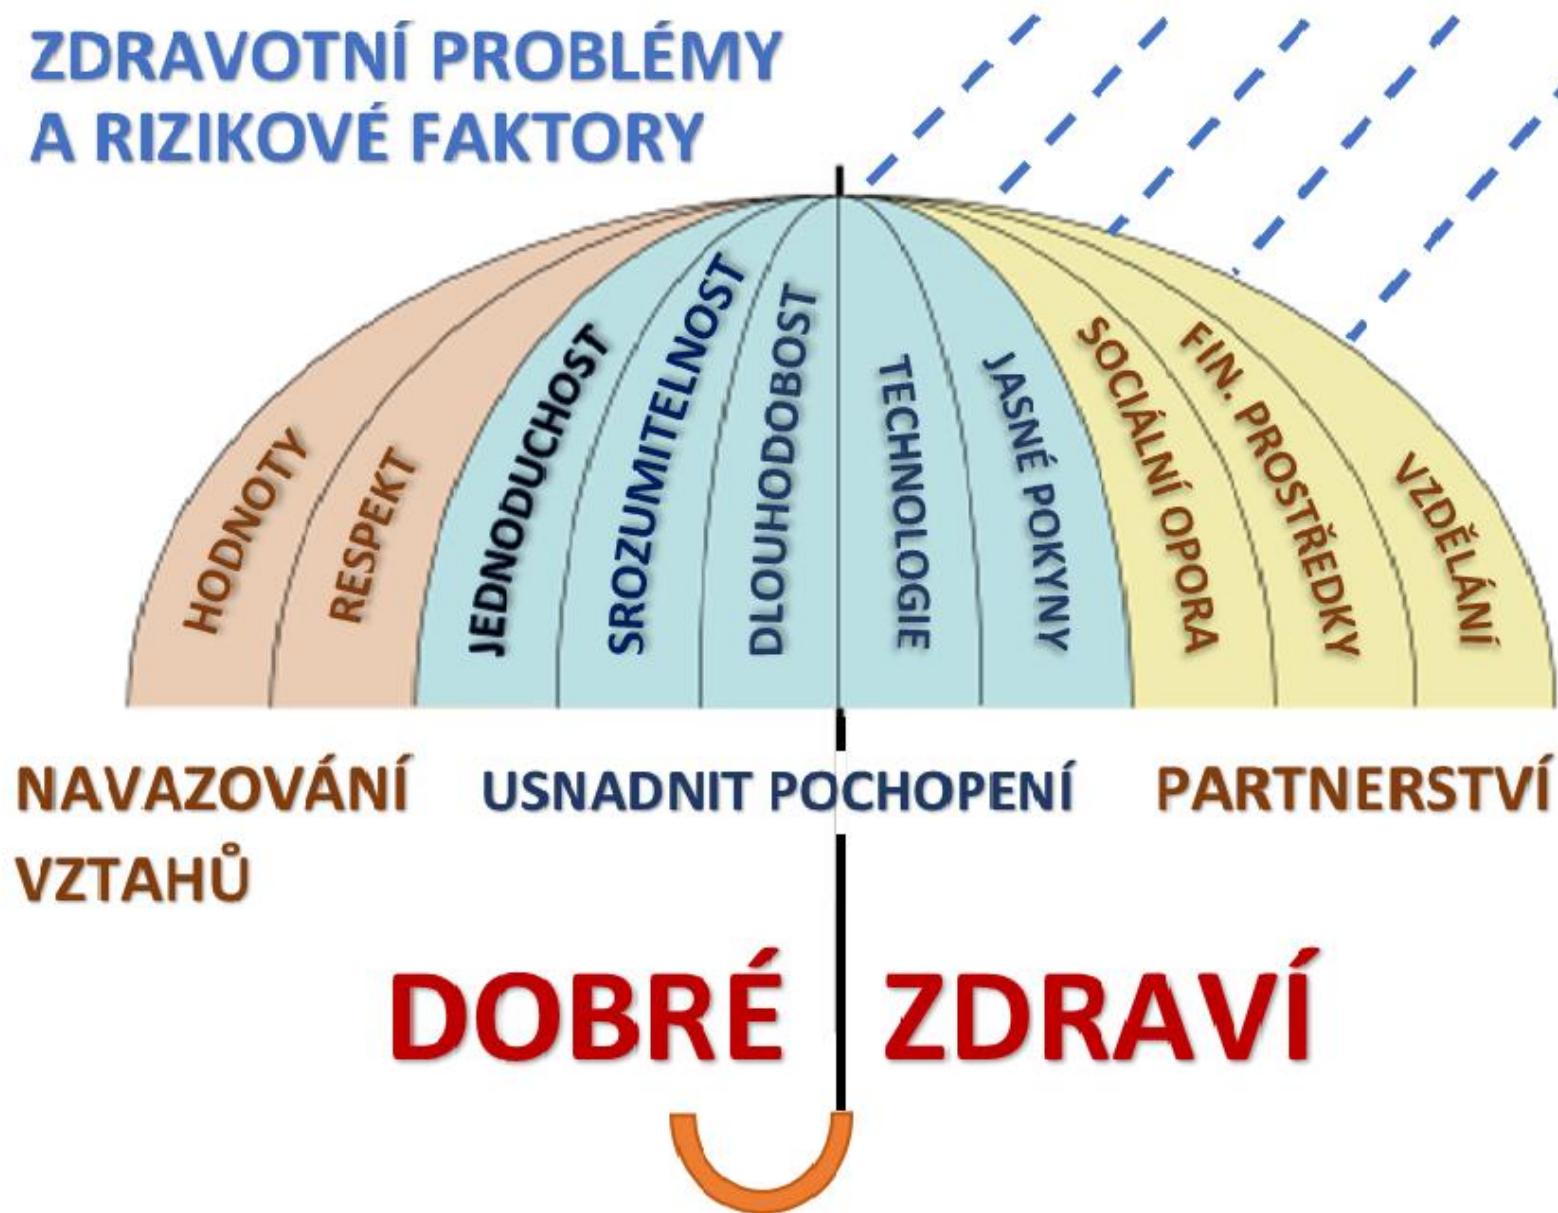 ZDRAVOTNÍ PROBLÉMY
A RIZIKOVÉ FAKTORY
HODNOTY
RESPEKT
JEDNODUCHOST
SROZUMITELNOST
DLOUHODOBOST
TECHNOLOGIE
JASNÉ POKYNY
SOCIÁLNÍ OPORA
FIN. PROSTŘEDKY
VZDĚLÁNÍ
NAVAZOVÁNÍ
VZTAHŮ
USNADNIT POCHOPENÍ
PARTNERSTVÍ
DOBRÉ ZDRAVÍ